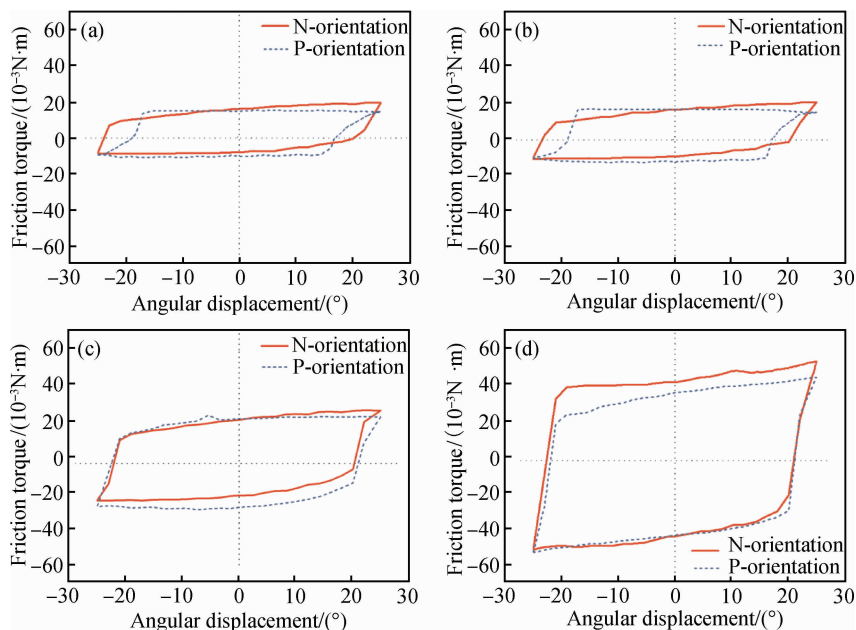 (a)
N-orientation
P-orientation
Friction torque/(10⁻³N·m)
60
40
20
0
−20
−40
−60
−30 −20 −10 0 10 20 30
Angular displacement/(°)
(b)
N-orientation
P-orientation
Friction torque/(10⁻³N·m)
60
40
20
0
−20
−40
−60
−30 −20 −10 0 10 20 30
Angular displacement/(°)
(c)
N-orientation
P-orientation
Friction torque/(10⁻³N·m)
60
40
20
0
−20
−40
−60
−30 −20 −10 0 10 20 30
Angular displacement/(°)
(d)
Friction torque/(10⁻³N·m)
60
40
20
0
−20
−40
−60
N-orientation
P-orientation
−30 −20 −10 0 10 20 30
Angular displacement/(°)